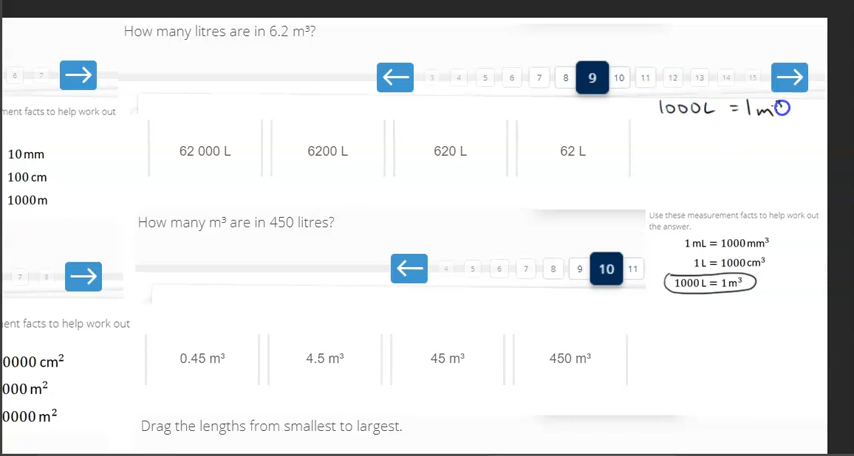 How many litres are in 6.2 m³?
6 7
3 4 5 6 7 8 9 10 11 12 13 14 15
ment facts to help work out
1000L = 1m
10 mm
100 cm
1000 m
62 000 L 6200 L 620 L 62 L
How many m³ are in 450 litres?
Use these measurement facts to help work out
the answer.
1 mL = 1000 mm³
1 L = 1000 cm³
1000 L = 1 m³
7 8
4 5 6 7 8 9 10 11
ent facts to help work out
0000 cm²
000 m²
0000 m²
0.45 m³ 4.5 m³ 45 m³ 450 m³
Drag the lengths from smallest to largest.